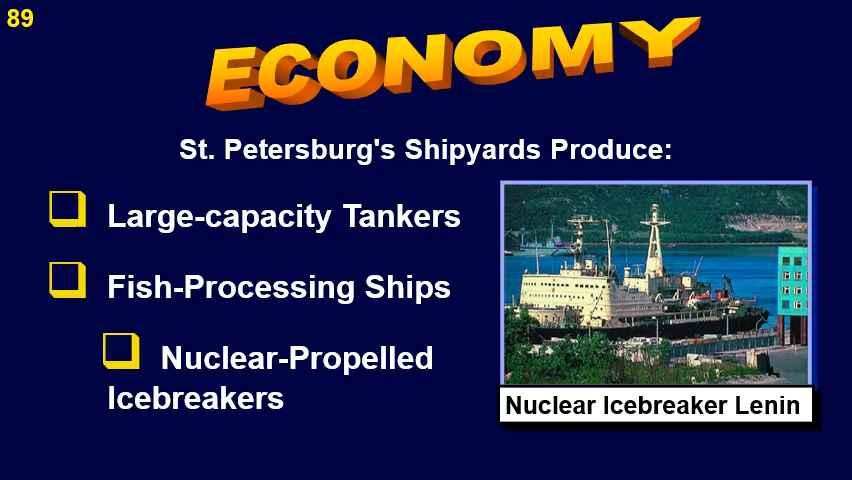 89
ECONOMY
St. Petersburg's Shipyards Produce:
Large-capacity Tankers
Fish-Processing Ships
Nuclear-Propelled
Icebreakers
Nuclear Icebreaker Lenin